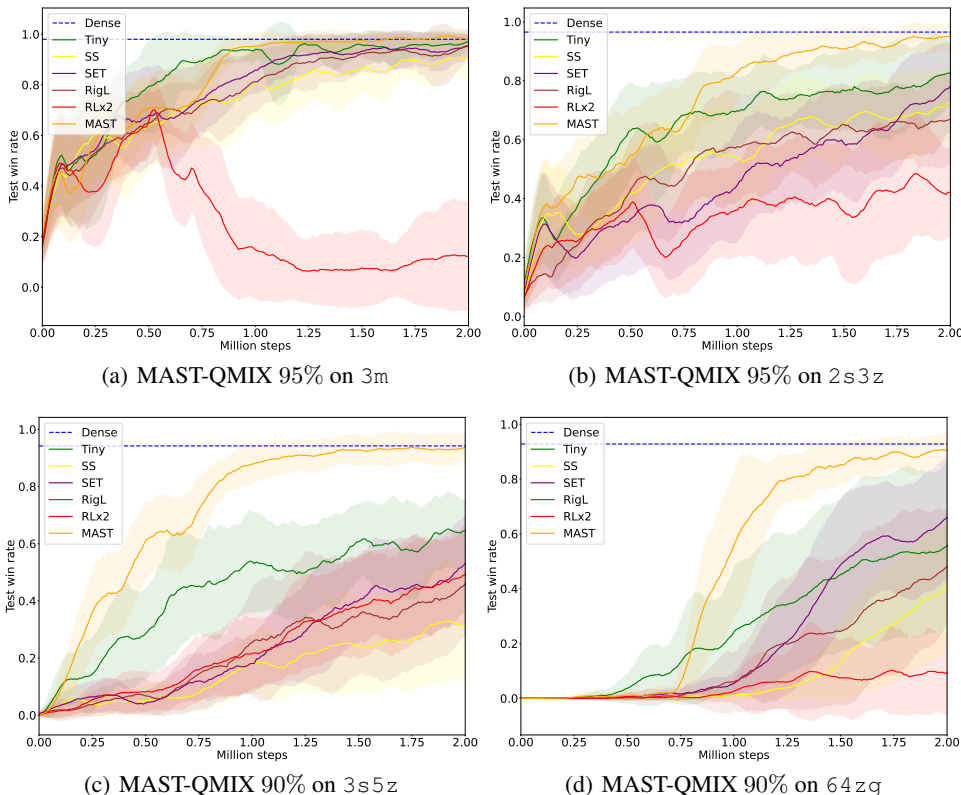 Dense
Tiny
SS
SET
RigL
RLx2
MAST
Test win rate
1.0
0.8
0.6
0.4
0.2
0.0
0.00 0.25 0.50 0.75 1.00 1.25 1.50 1.75 2.00
Million steps
(a) MAST-QMIX 95% on 3m
Dense
Tiny
SS
SET
RigL
RLx2
MAST
Test win rate
1.0
0.8
0.6
0.4
0.2
0.0
0.00 0.25 0.50 0.75 1.00 1.25 1.50 1.75 2.00
Million steps
(b) MAST-QMIX 95% on 2s3z
Dense
Tiny
SS
SET
RigL
RLx2
MAST
Test win rate
1.0
0.8
0.6
0.4
0.2
0.0
0.00 0.25 0.50 0.75 1.00 1.25 1.50 1.75 2.00
Million steps
(c) MAST-QMIX 90% on 3s5z
Dense
Tiny
SS
SET
RigL
RLx2
MAST
Test win rate
1.0
0.8
0.6
0.4
0.2
0.0
0.00 0.25 0.50 0.75 1.00 1.25 1.50 1.75 2.00
Million steps
(d) MAST-QMIX 90% on 64zg